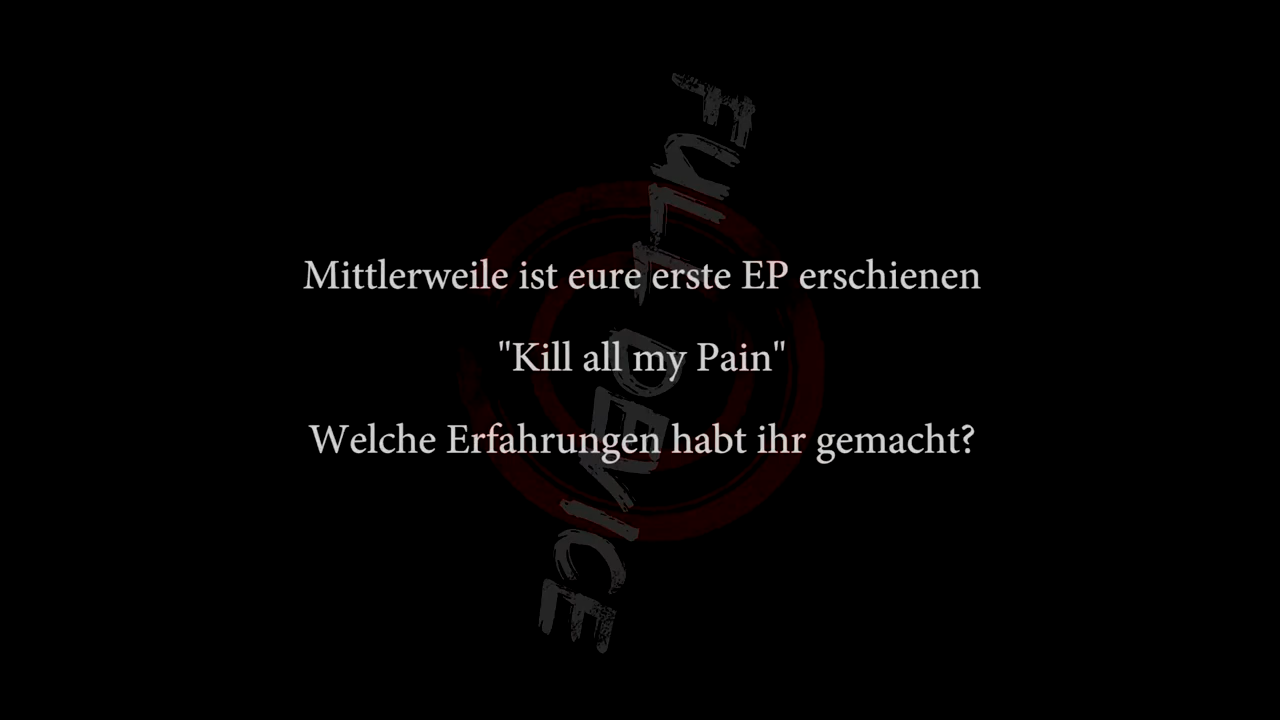 Mittlerweile ist eure erste EP erschienen
"Kill all my Pain"
Welche Erfahrungen habt ihr gemacht?
FULL DEVICE